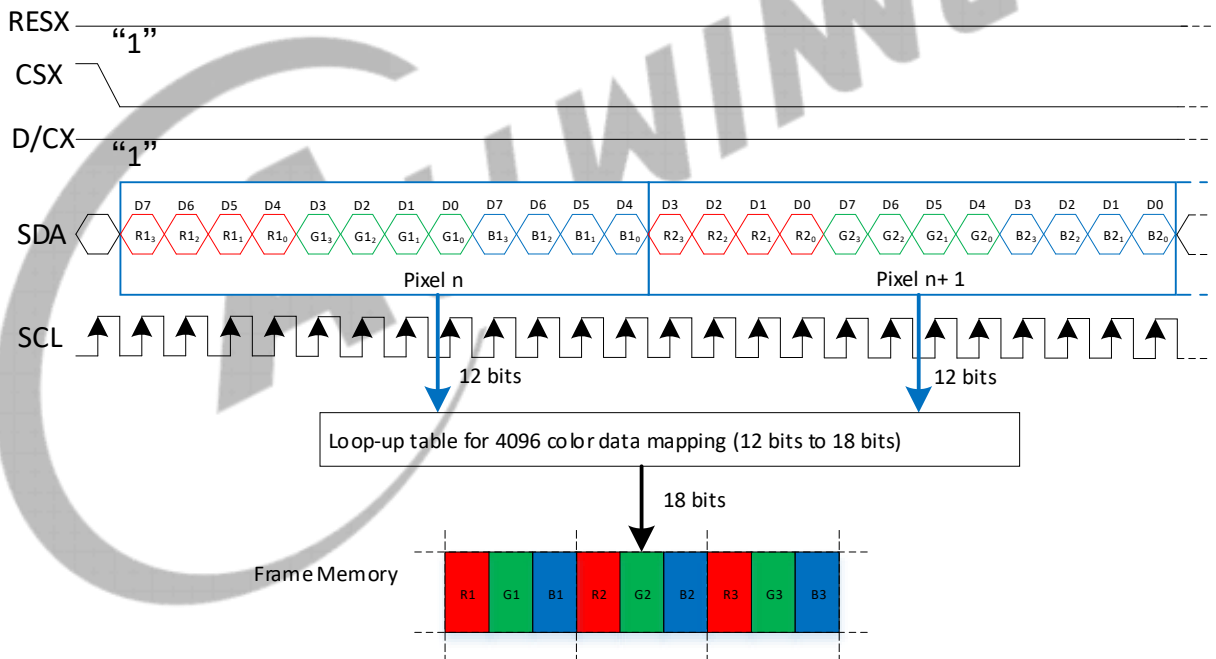 RESX “1”
CSX
D/CX “1”
D7 D6 D5 D4 D3 D2 D1 D0 D7 D6 D5 D4 D3 D2 D1 D0 D7 D6 D5 D4 D3 D2 D1 D0
SDA R1₃ R1₂ R1₁ R1₀ G1₃ G1₂ G1₁ G1₀ B1₃ B1₂ B1₁ B1₀ R2₃ R2₂ R2₁ R2₀ G2₃ G2₂ G2₁ G2₀ B2₃ B2₂ B2₁ B2₀
Pixel n Pixel n+ 1
SCL
12 bits 12 bits
Loop-up table for 4096 color data mapping (12 bits to 18 bits)
18 bits
Frame Memory
R1 G1 B1 R2 G2 B2 R3 G3 B3